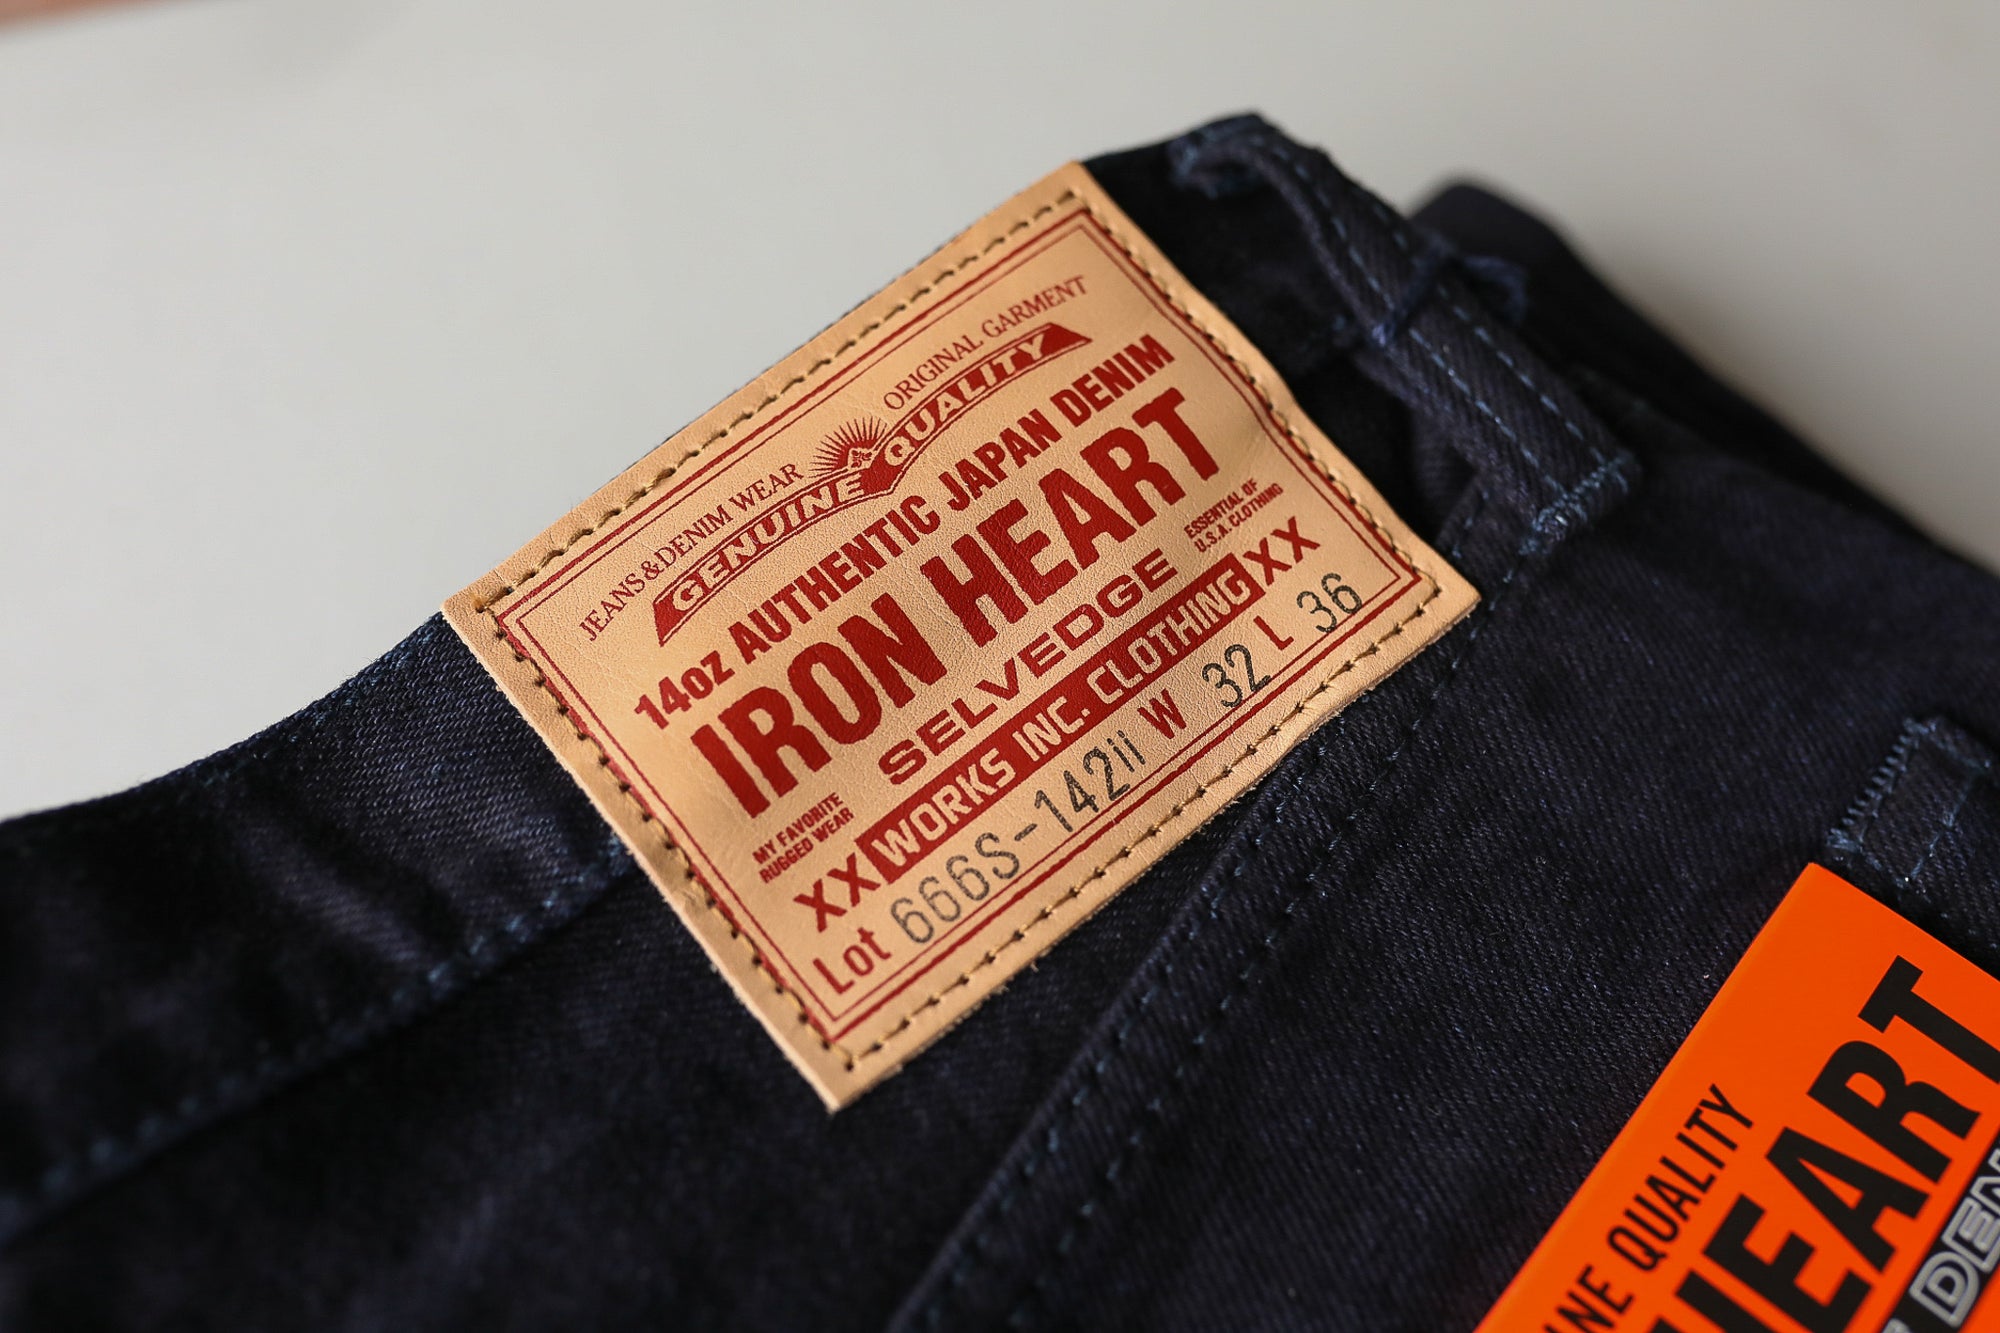 JEANS & DENIM WEAR ORIGINAL GARMENT
GENUINE QUALITY
14oz AUTHENTIC JAPAN DENIM
IRON HEART
SELVEDGE
ESSENTIAL OF
U.S.A. CLOTHING
MY FAVORITE
RUGGED WEAR
XX WORKS INC. CLOTHING XX
Lot 666S-142ii W 32 L 36
QUALITY
HEART